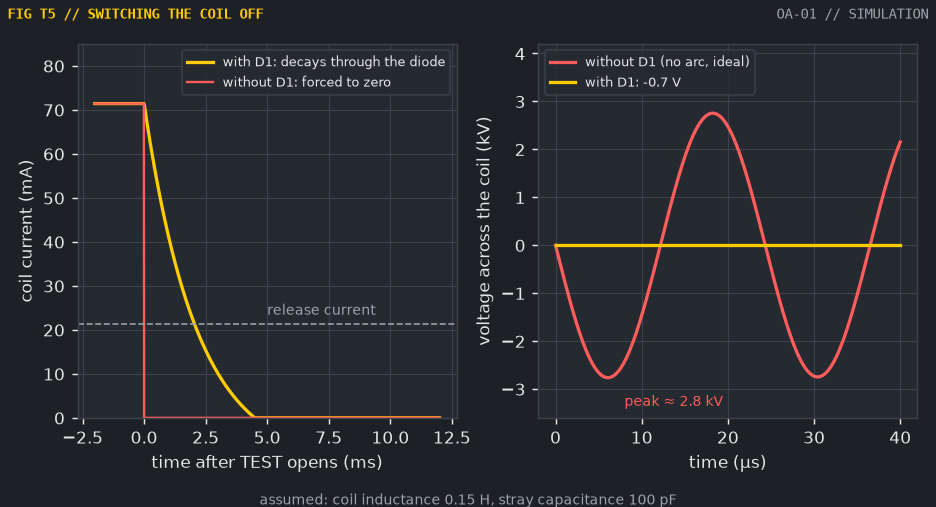 FIG T5 // SWITCHING THE COIL OFF
OA-01 // SIMULATION
with D1: decays through the diode
without D1: forced to zero
release current
coil current (mA)
80
70
60
50
40
30
20
10
0
−2.5 0.0 2.5 5.0 7.5 10.0 12.5
time after TEST opens (ms)
without D1 (no arc, ideal)
with D1: -0.7 V
peak ≈ 2.8 kV
voltage across the coil (kV)
4
3
2
1
0
−1
−2
−3
0 10 20 30 40
time (µs)
assumed: coil inductance 0.15 H, stray capacitance 100 pF